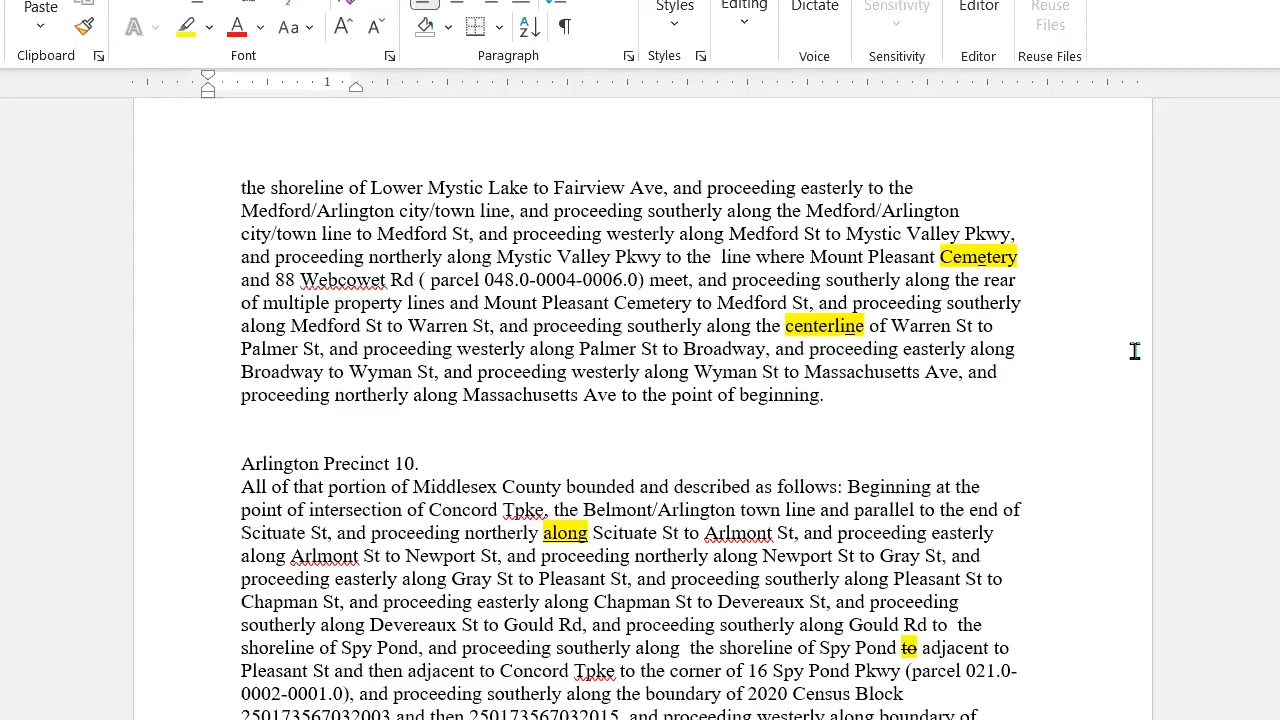 Styles
Editing
Dictate
Sensitivity
Editor
Reuse
Files
Paste
Aa
A
A
A
A
Clipboard
Font
Paragraph
Styles
Voice
Sensitivity
Editor
Reuse Files
1
the shoreline of Lower Mystic Lake to Fairview Ave, and proceeding easterly to the
Medford/Arlington city/town line, and proceeding southerly along the Medford/Arlington
city/town line to Medford St, and proceeding westerly along Medford St to Mystic Valley Pkwy,
and proceeding northerly along Mystic Valley Pkwy to the  line where Mount Pleasant Cemetery
and 88 Webcowet Rd ( parcel 048.0-0004-0006.0) meet, and proceeding southerly along the rear
of multiple property lines and Mount Pleasant Cemetery to Medford St, and proceeding southerly
along Medford St to Warren St, and proceeding southerly along the centerline of Warren St to
Palmer St, and proceeding westerly along Palmer St to Broadway, and proceeding easterly along
Broadway to Wyman St, and proceeding westerly along Wyman St to Massachusetts Ave, and
proceeding northerly along Massachusetts Ave to the point of beginning.
Arlington Precinct 10.
All of that portion of Middlesex County bounded and described as follows: Beginning at the
point of intersection of Concord Tpke, the Belmont/Arlington town line and parallel to the end of
Scituate St, and proceeding northerly along Scituate St to Arlmont St, and proceeding easterly
along Arlmont St to Newport St, and proceeding northerly along Newport St to Gray St, and
proceeding easterly along Gray St to Pleasant St, and proceeding southerly along Pleasant St to
Chapman St, and proceeding easterly along Chapman St to Devereaux St, and proceeding
southerly along Devereaux St to Gould Rd, and proceeding southerly along Gould Rd to  the
shoreline of Spy Pond, and proceeding southerly along  the shoreline of Spy Pond to adjacent to
Pleasant St and then adjacent to Concord Tpke to the corner of 16 Spy Pond Pkwy (parcel 021.0-
0002-0001.0), and proceeding southerly along the boundary of 2020 Census Block
250173567032003 and then 250173567032015, and proceeding westerly along boundary of